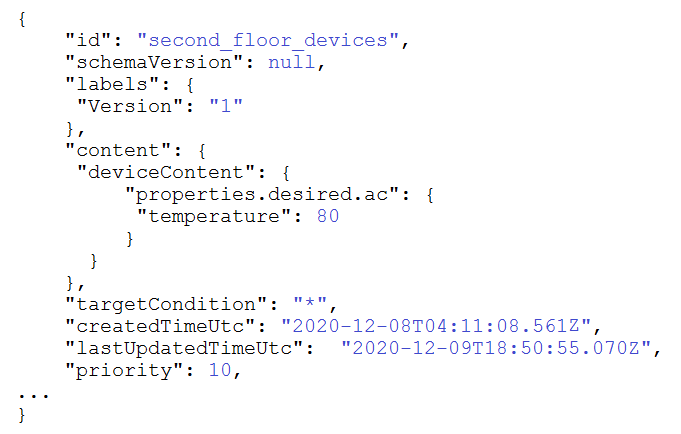 {
    "id": "second_floor_devices",
    "schemaVersion": null,
    "labels": {
     "Version": "1"
    },
    "content": {
     "deviceContent": {
         "properties.desired.ac": {
          "temperature": 80
         }
      }
    },
    "targetCondition": "*",
    "createdTimeUtc": "2020-12-08T04:11:08.561Z",
    "lastUpdatedTimeUtc":  "2020-12-09T18:50:55.070Z",
    "priority": 10,
...
}